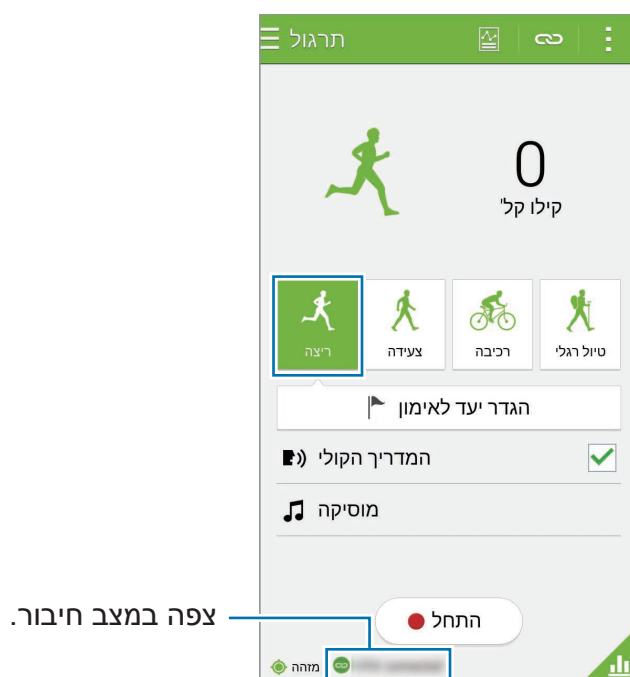 תרגול
0
קילו קל'
ריצה
צעידה
רכיבה
טיול רגלי
הגדר יעד לאימון
המדריך הקולי
מוסיקה
התחל
צפה במצב חיבור.
מזהה